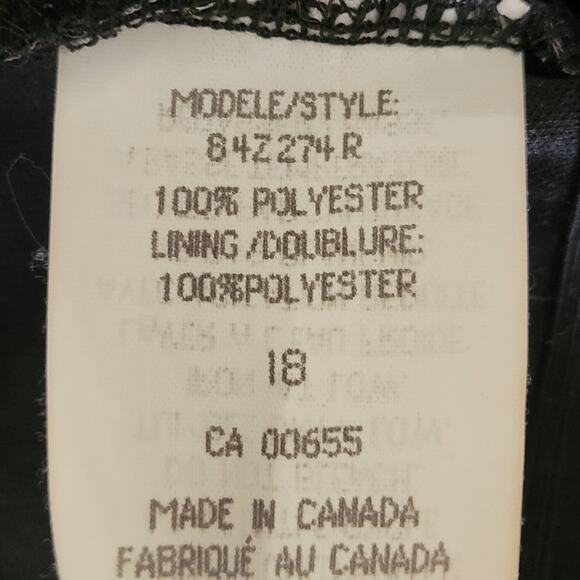 MODELE/STYLE:
84Z274R
100% POLYESTER
LINING/DOUBLURE:
100%POLYESTER
18
CA 00655
MADE IN CANADA
FABRIQUÉ AU CANADA